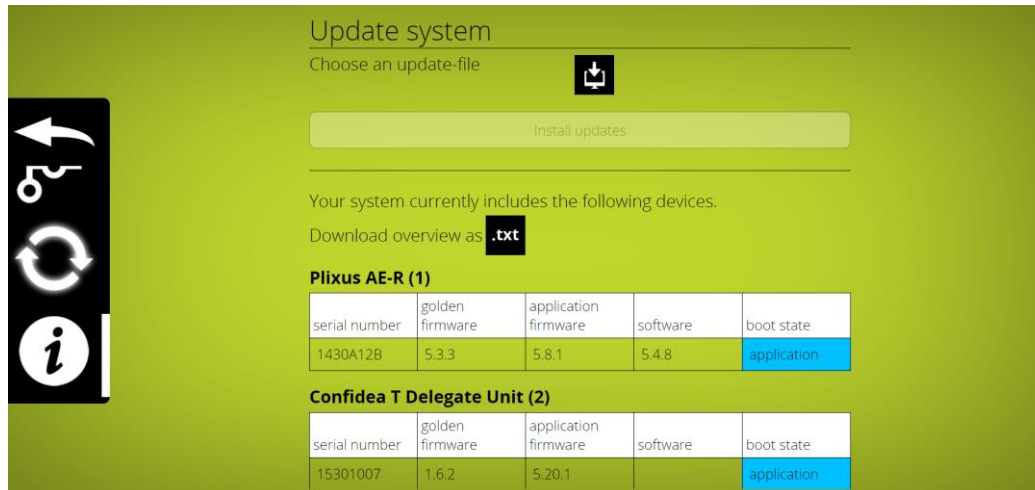 Update system
Choose an update-file
Install updates
Your system currently includes the following devices.
Download overview as .txt
Plixus AE-R (1)
serial number golden firmware application firmware software boot state
1430A12B 5.3.3 5.8.1 5.4.8 application
Confidea T Delegate Unit (2)
serial number golden firmware application firmware software boot state
15301007 1.6.2 5.20.1 application
i